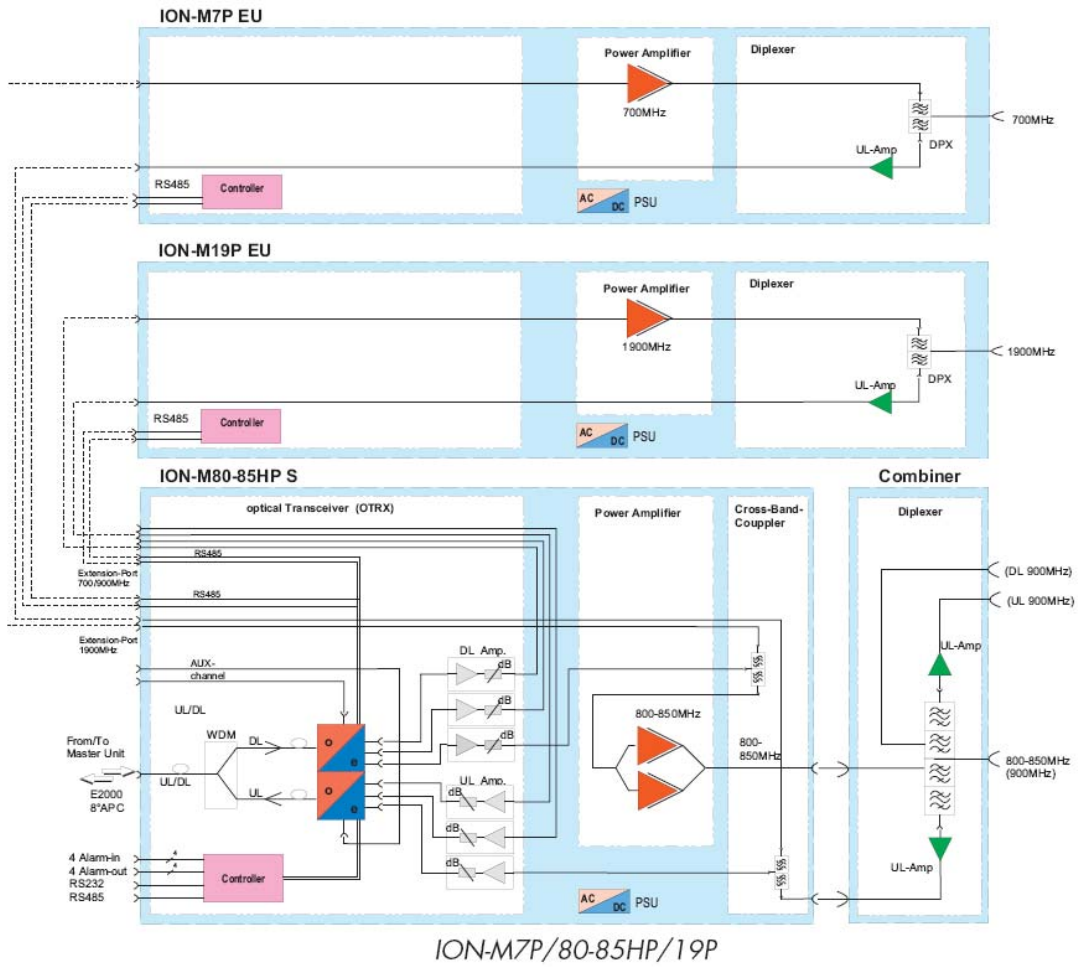 ION-M7P EU
Power Amplifier
Diplexer
700MHz
700MHz
DPX
UL-Amp
RS485
Controller
AC
DC
PSU
ION-M19P EU
Power Amplifier
Diplexer
1900MHz
1900MHz
DPX
UL-Amp
RS485
Controller
AC
DC
PSU
ION-M80-85HP S
Combiner
optical Transceiver (OTRX)
Power Amplifier
Cross-Band-
Couppler
Diplexer
RS485
Extension-Port
700/900MHz
RS485
Extension-Port
1900MHz
AUX-
channel
DL Amp.
dB
dB
dB
(DL 900MHz)
(UL 900MHz)
UL-Amp
UL/DL
WDM
DL
UL
o
e
o
e
From/To
Master Unit
UL/DL
E2000
8°APC
800-850MHz
800-
850MHz
800-850MHz
(900MHz)
UL Amp.
dB
dB
dB
UL-Amp
4 Alarm-in
4 Alarm-out
RS232
RS485
4
4
Controller
AC
DC
PSU
ION-M7P/80-85HP/19P